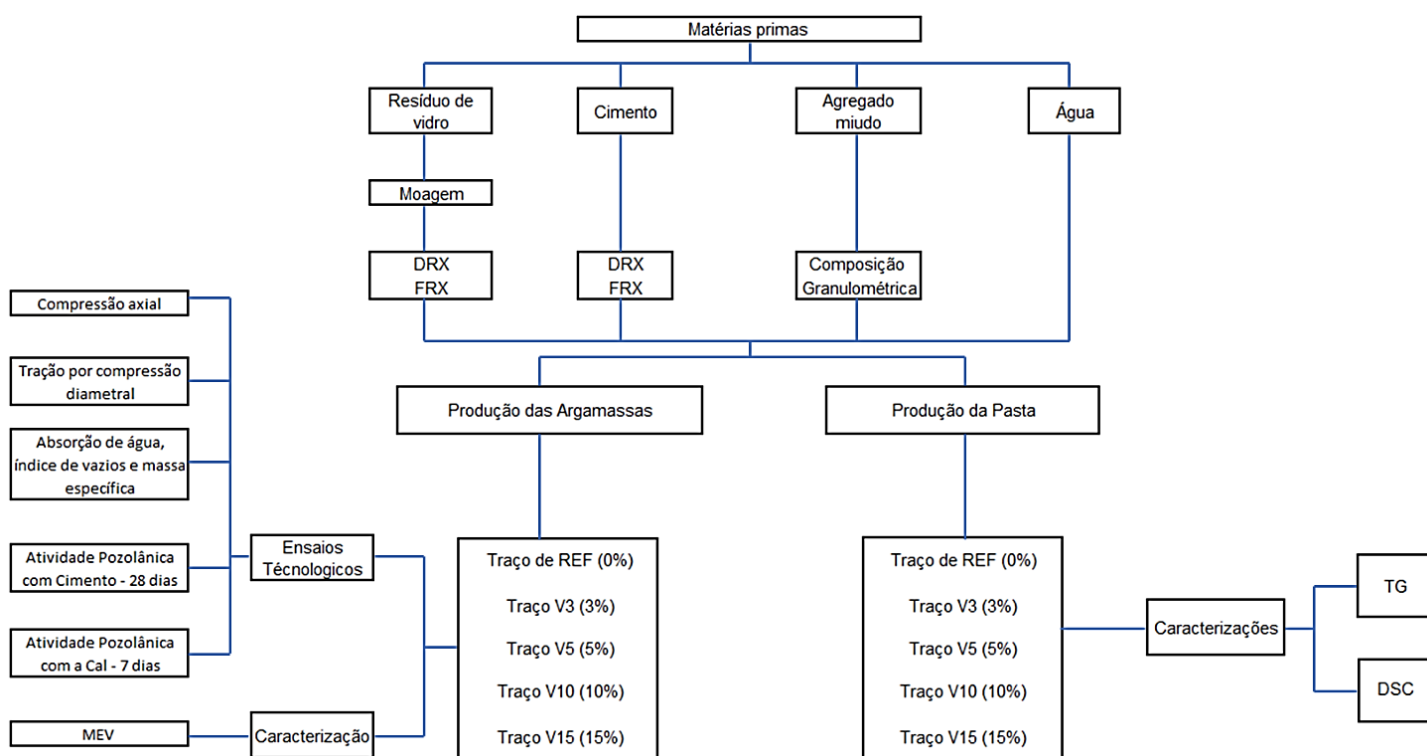 Matérias primas
Resíduo de
vidro
Cimento
Agregado
miudo
Água
Moagem
DRX
FRX
DRX
FRX
Composição
Granulométrica
Produção das Argamassas
Produção da Pasta
Compressão axial
Tração por compressão
diametral
Absorção de água,
índice de vazios e massa
específica
Atividade Pozolânica
com Cimento - 28 dias
Atividade Pozolânica
com a Cal - 7 dias
MEV
Ensaios
Técnologicos
Caracterização
Traço de REF (0%)
Traço V3 (3%)
Traço V5 (5%)
Traço V10 (10%)
Traço V15 (15%)
Traço de REF (0%)
Traço V3 (3%)
Traço V5 (5%)
Traço V10 (10%)
Traço V15 (15%)
Caracterizações
TG
DSC